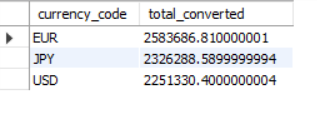 currency_code total_converted
EUR 2583686.810000001
JPY 2326288.5899999994
USD 2251330.4000000004